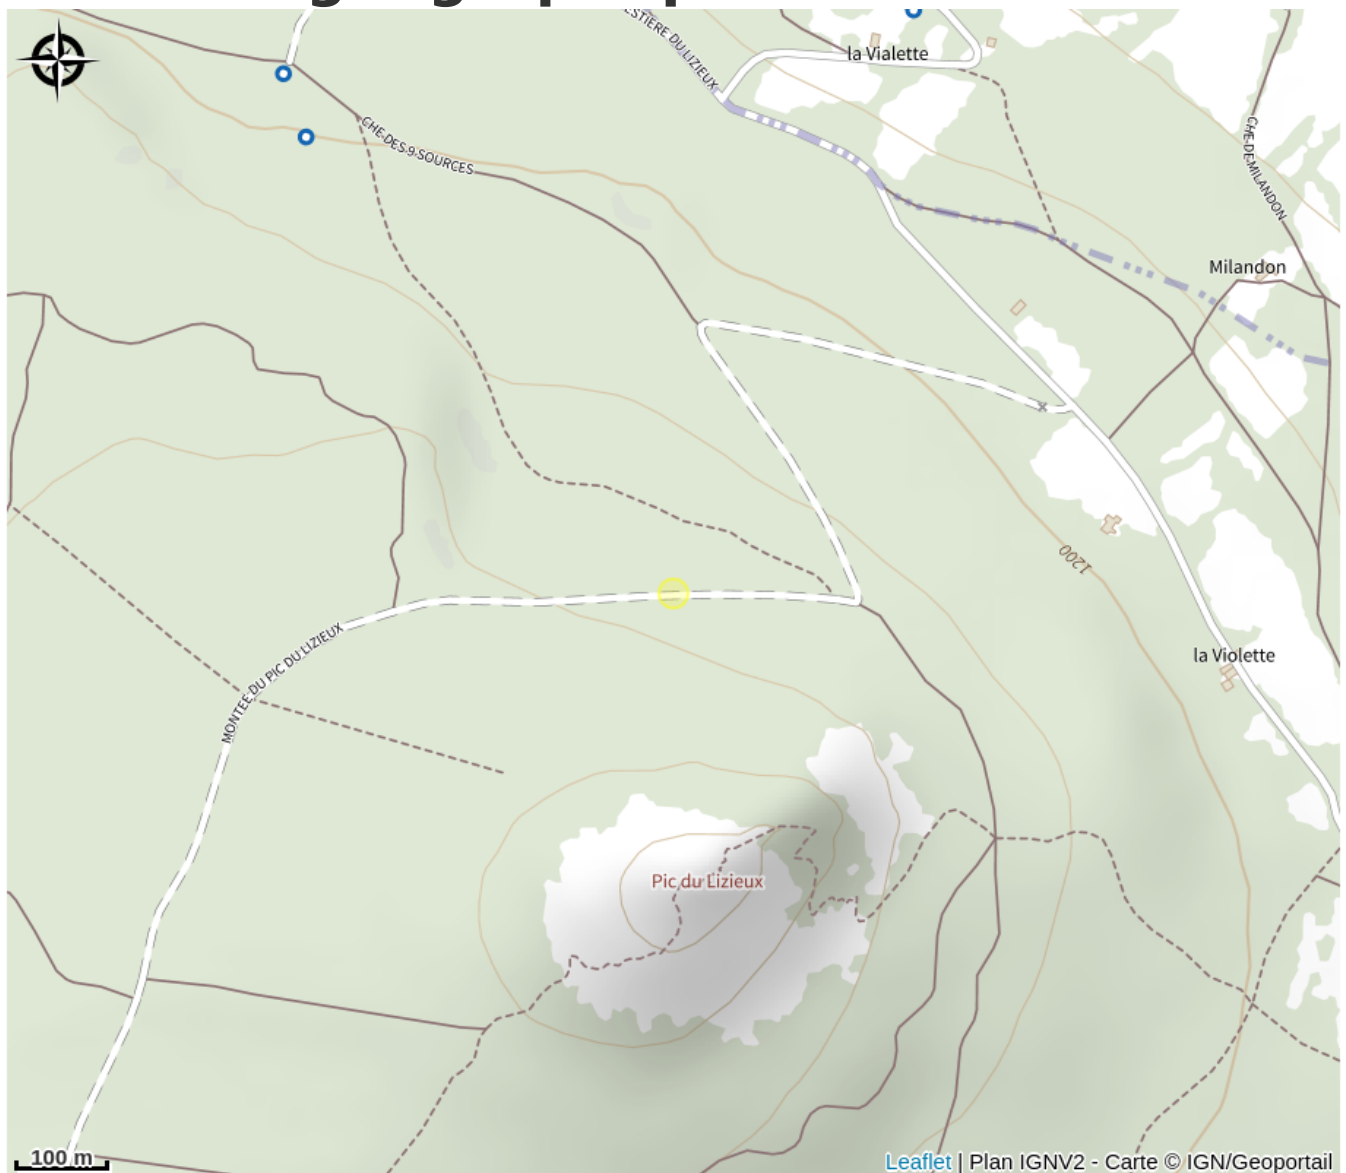 la Vialette
ESTIÈRE DU LIZIEUX
CHE DES 9 SOURCES
CHE DE MILANDON
Milandon
1200
MONTEE DU PIC DU LIZIEUX
la Violette
Pic du Lizieux
100 m
Leaflet | Plan IGNV2 - Carte © IGN/Geoportail